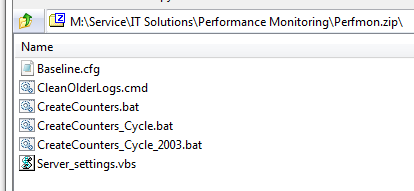 M:\Service\IT Solutions\Performance Monitoring\Perfmon.zip\
Name
Baseline.cfg
CleanOlderLogs.cmd
CreateCounters.bat
CreateCounters_Cycle.bat
CreateCounters_Cycle_2003.bat
Server_settings.vbs